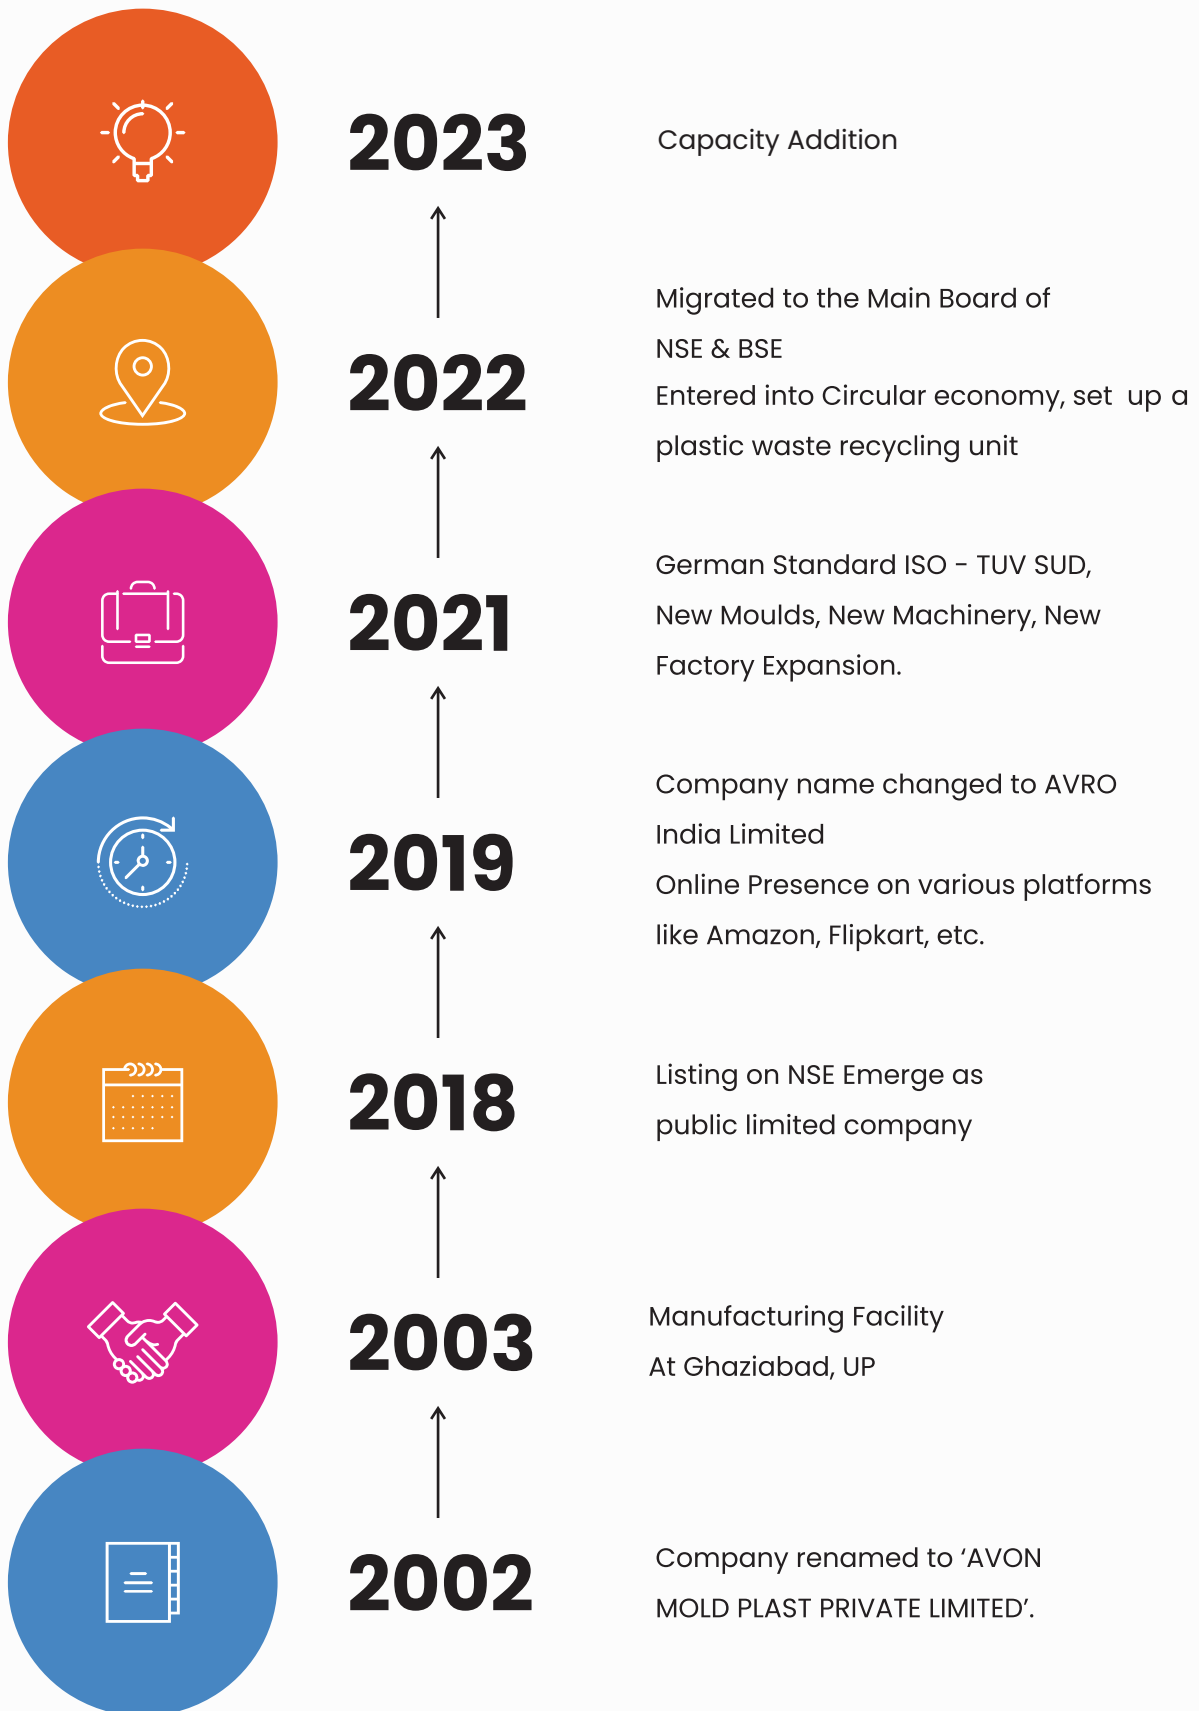 2023
Capacity Addition
2022
Migrated to the Main Board of
NSE & BSE
Entered into Circular economy, set up a
plastic waste recycling unit
2021
German Standard ISO - TUV SUD,
New Moulds, New Machinery, New
Factory Expansion.
2019
Company name changed to AVRO
India Limited
Online Presence on various platforms
like Amazon, Flipkart, etc.
2018
Listing on NSE Emerge as
public limited company
2003
Manufacturing Facility
At Ghaziabad, UP
2002
Company renamed to ‘AVON
MOLD PLAST PRIVATE LIMITED’.